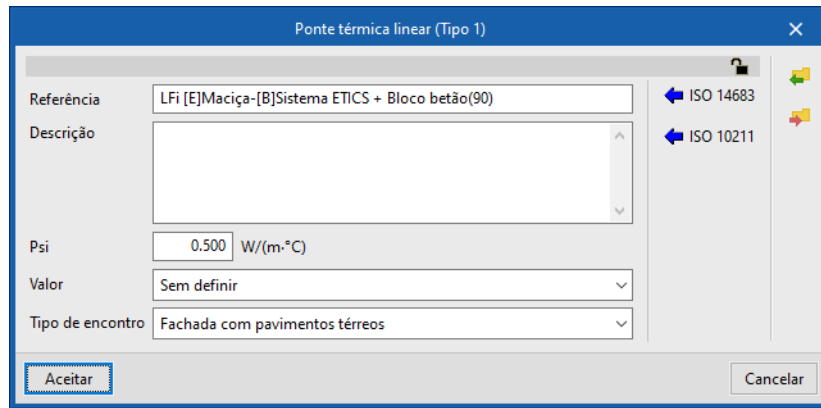 Ponte térmica linear (Tipo 1)
Referência LFi [E]Maciça-[B]Sistema ETICS + Bloco betão(90)
ISO 14683
Descrição
ISO 10211
Psi 0.500 W/(m·°C)
Valor Sem definir
Tipo de encontro Fachada com pavimentos térreos
Aceitar Cancelar